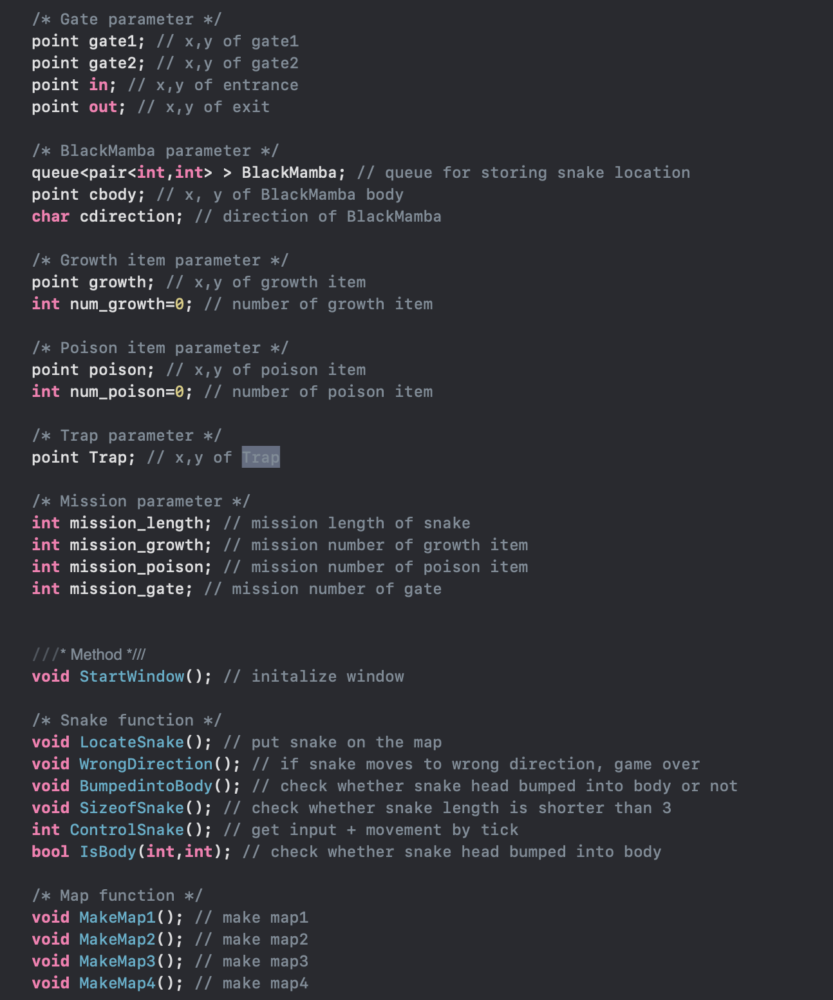 /* Gate parameter */
point gate1; // x,y of gate1
point gate2; // x,y of gate2
point in; // x,y of entrance
point out; // x,y of exit
/* BlackMamba parameter */
queue<pair<int,int> > BlackMamba; // queue for storing snake location
point cbody; // x, y of BlackMamba body
char cdirection; // direction of BlackMamba
/* Growth item parameter */
point growth; // x,y of growth item
int num_growth=0; // number of growth item
/* Poison item parameter */
point poison; // x,y of poison item
int num_poison=0; // number of poison item
/* Trap parameter */
point Trap; // x,y of Trap
/* Mission parameter */
int mission_length; // mission length of snake
int mission_growth; // mission number of growth item
int mission_poison; // mission number of poison item
int mission_gate; // mission number of gate
///* Method *///
void StartWindow(); // initalize window
/* Snake function */
void LocateSnake(); // put snake on the map
void WrongDirection(); // if snake moves to wrong direction, game over
void BumpedintoBody(); // check whether snake head bumped into body or not
void SizeofSnake(); // check whether snake length is shorter than 3
int ControlSnake(); // get input + movement by tick
bool IsBody(int,int); // check whether snake head bumped into body
/* Map function */
void MakeMap1(); // make map1
void MakeMap2(); // make map2
void MakeMap3(); // make map3
void MakeMap4(); // make map4